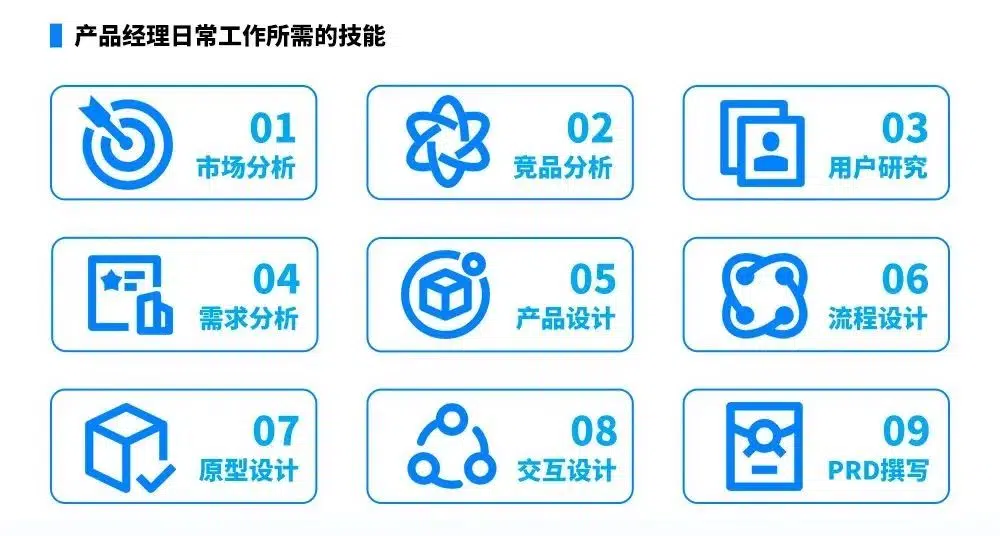 产品经理日常工作所需的技能
01
市场分析
02
竞品分析
03
用户研究
04
需求分析
05
产品设计
06
流程设计
07
原型设计
08
交互设计
09
PRD撰写